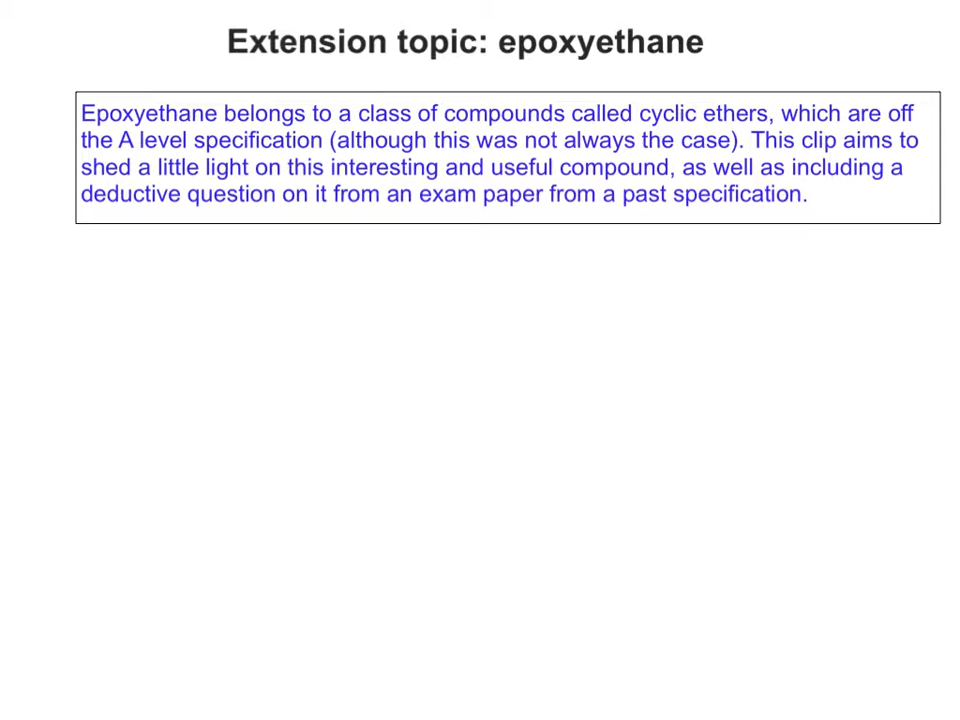 Extension topic: epoxyethane
Epoxyethane belongs to a class of compounds called cyclic ethers, which are off
the A level specification (although this was not always the case). This clip aims to
shed a little light on this interesting and useful compound, as well as including a
deductive question on it from an exam paper from a past specification.